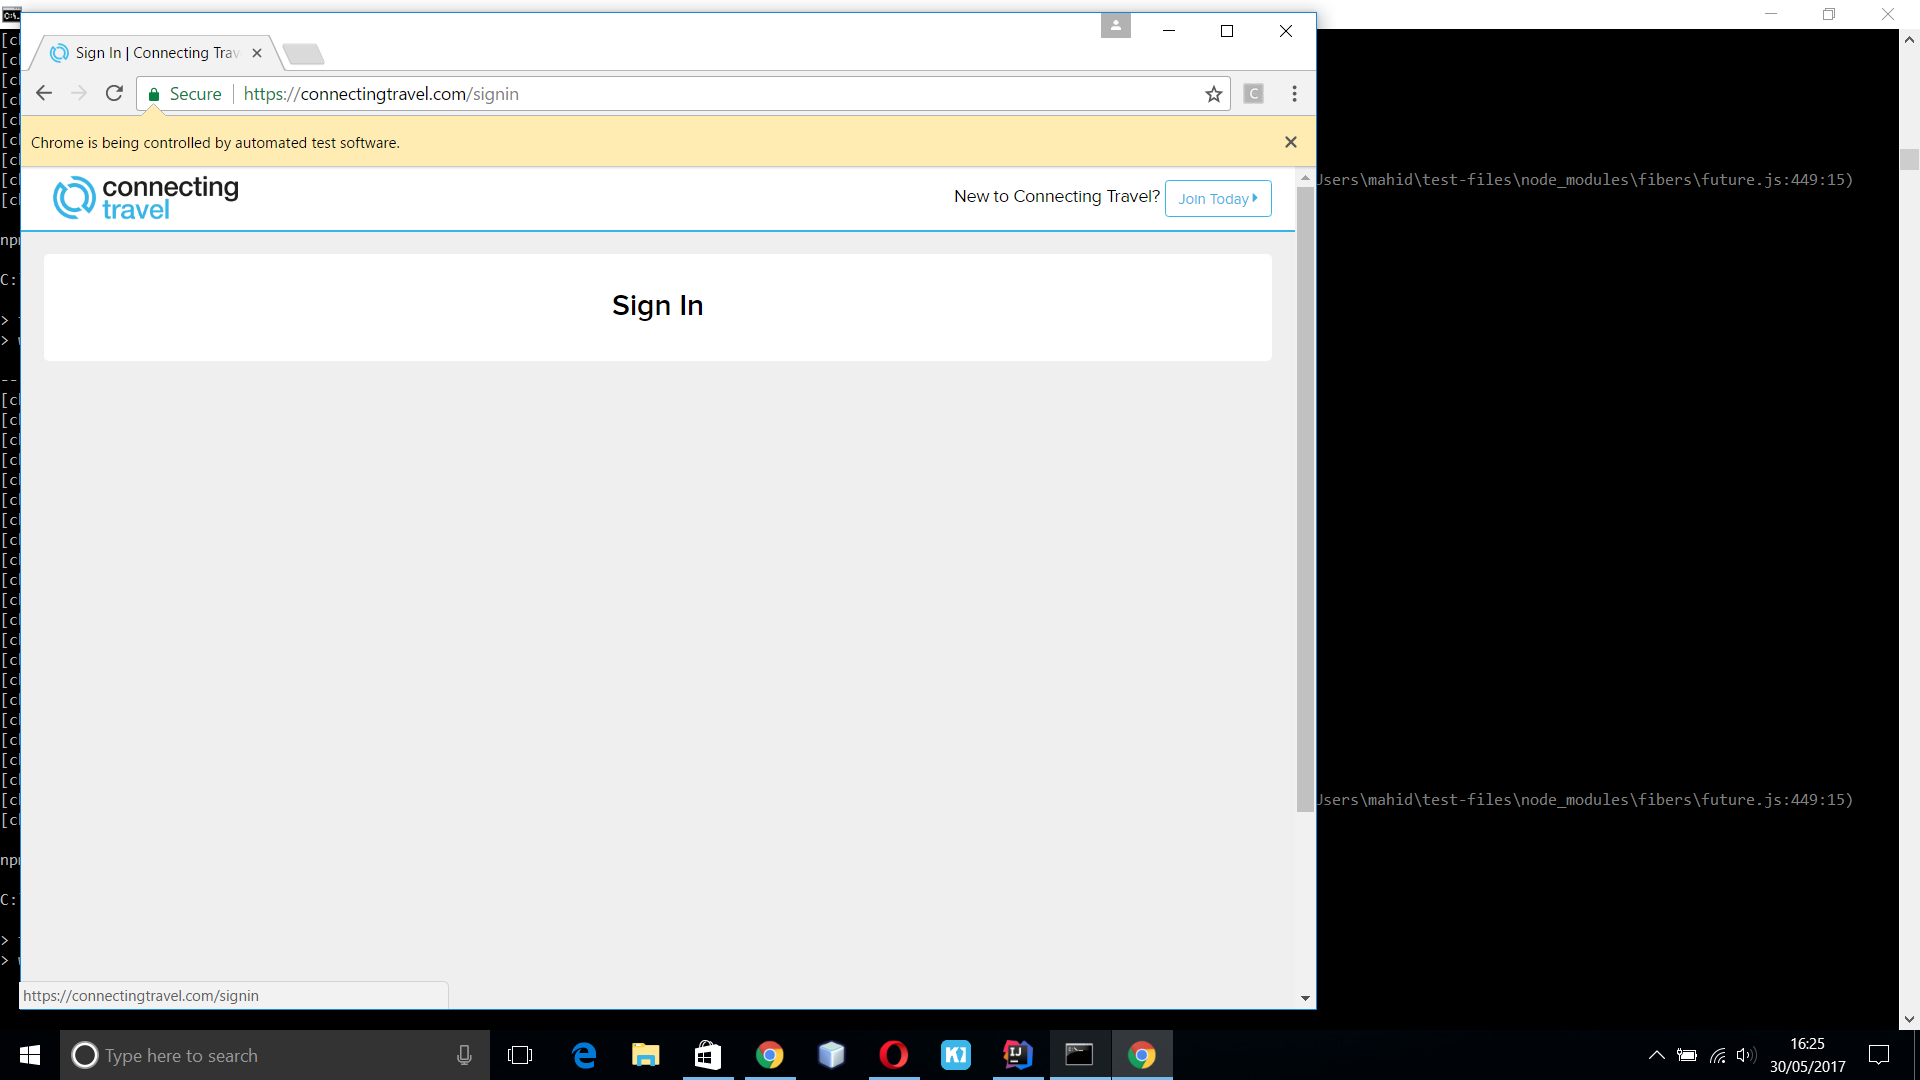 Sign In | Connecting Trav
Secure
https://connectingtravel.com/signin
C
Chrome is being controlled by automated test software.
connecting
travel
New to Connecting Travel?
Join Today
Sign In
Jsers\mahid\test-files\node_modules\fibers\future.js:449:15)
Jsers\mahid\test-files\node_modules\fibers\future.js:449:15)
https://connectingtravel.com/signin
Type here to search
16:25
30/05/2017